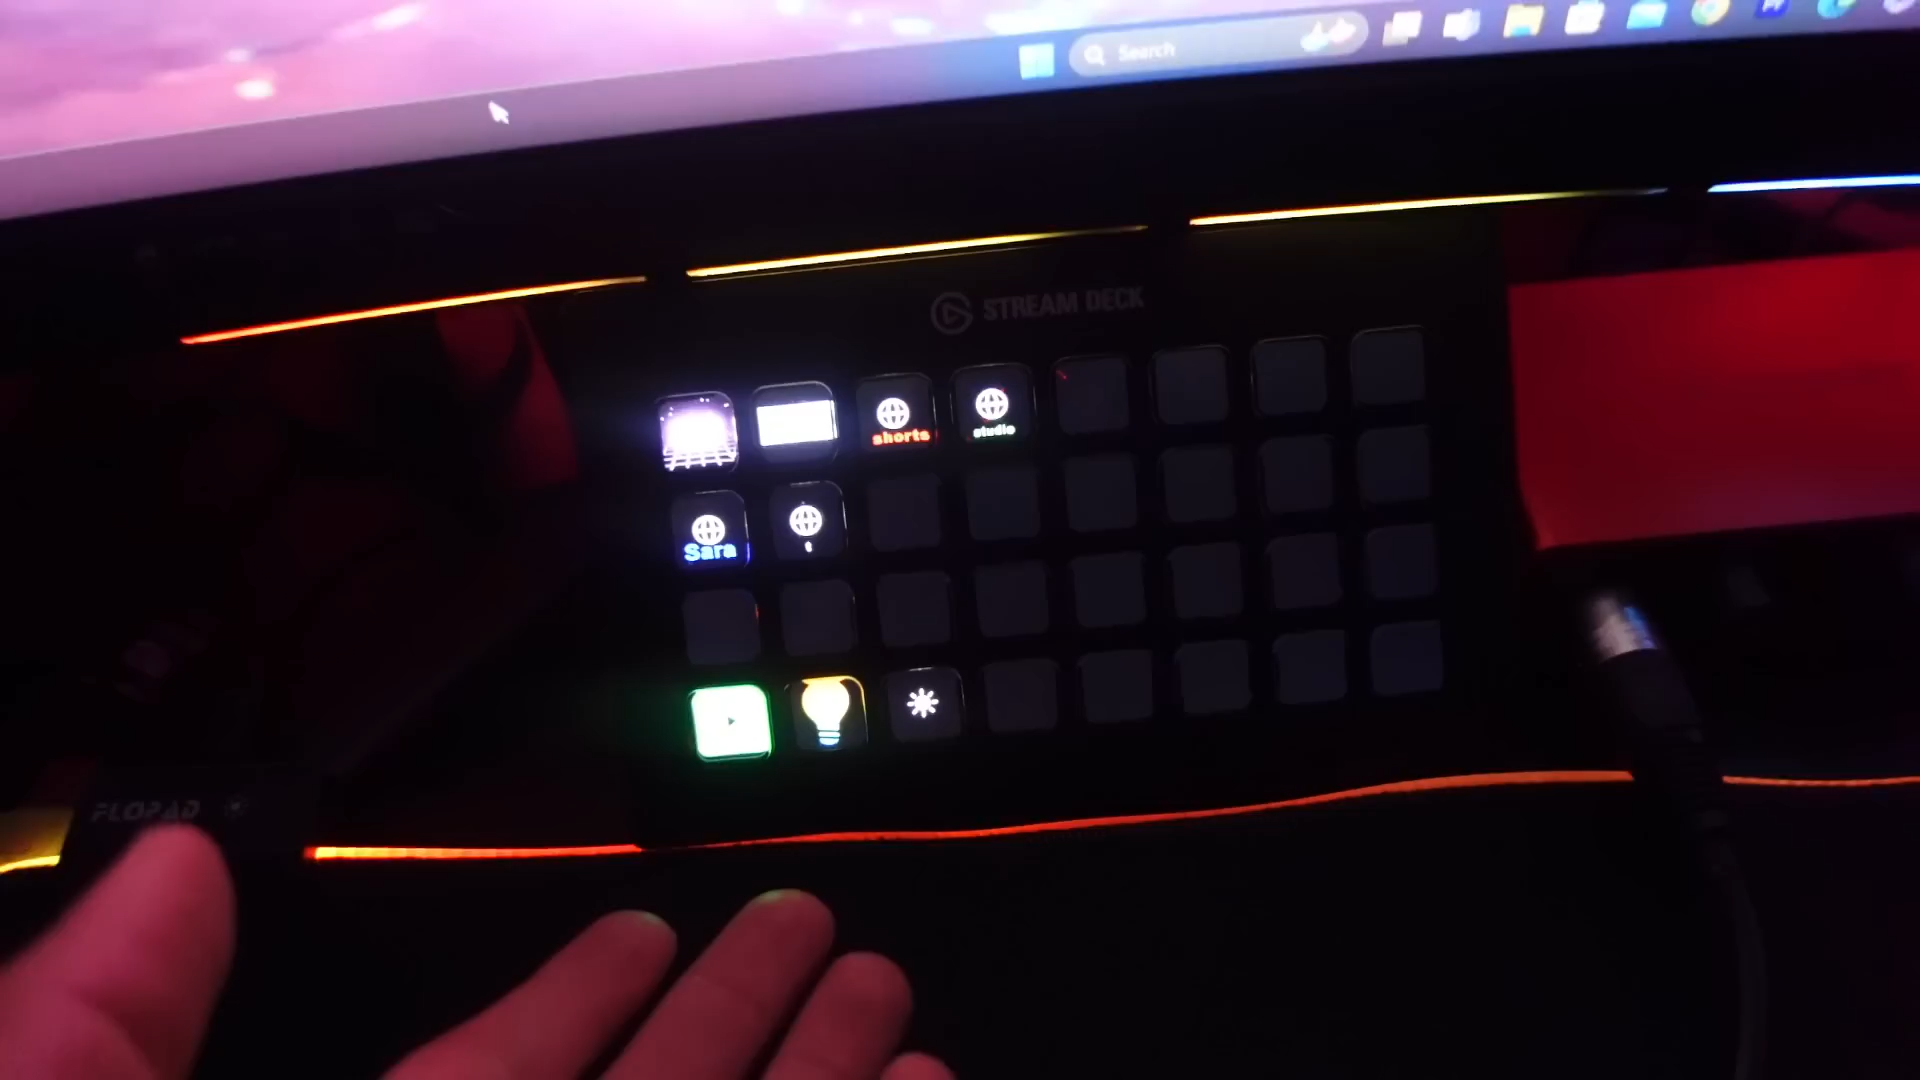 Search
STREAM DECK
shorts
studio
Sara
t
FLOPAD